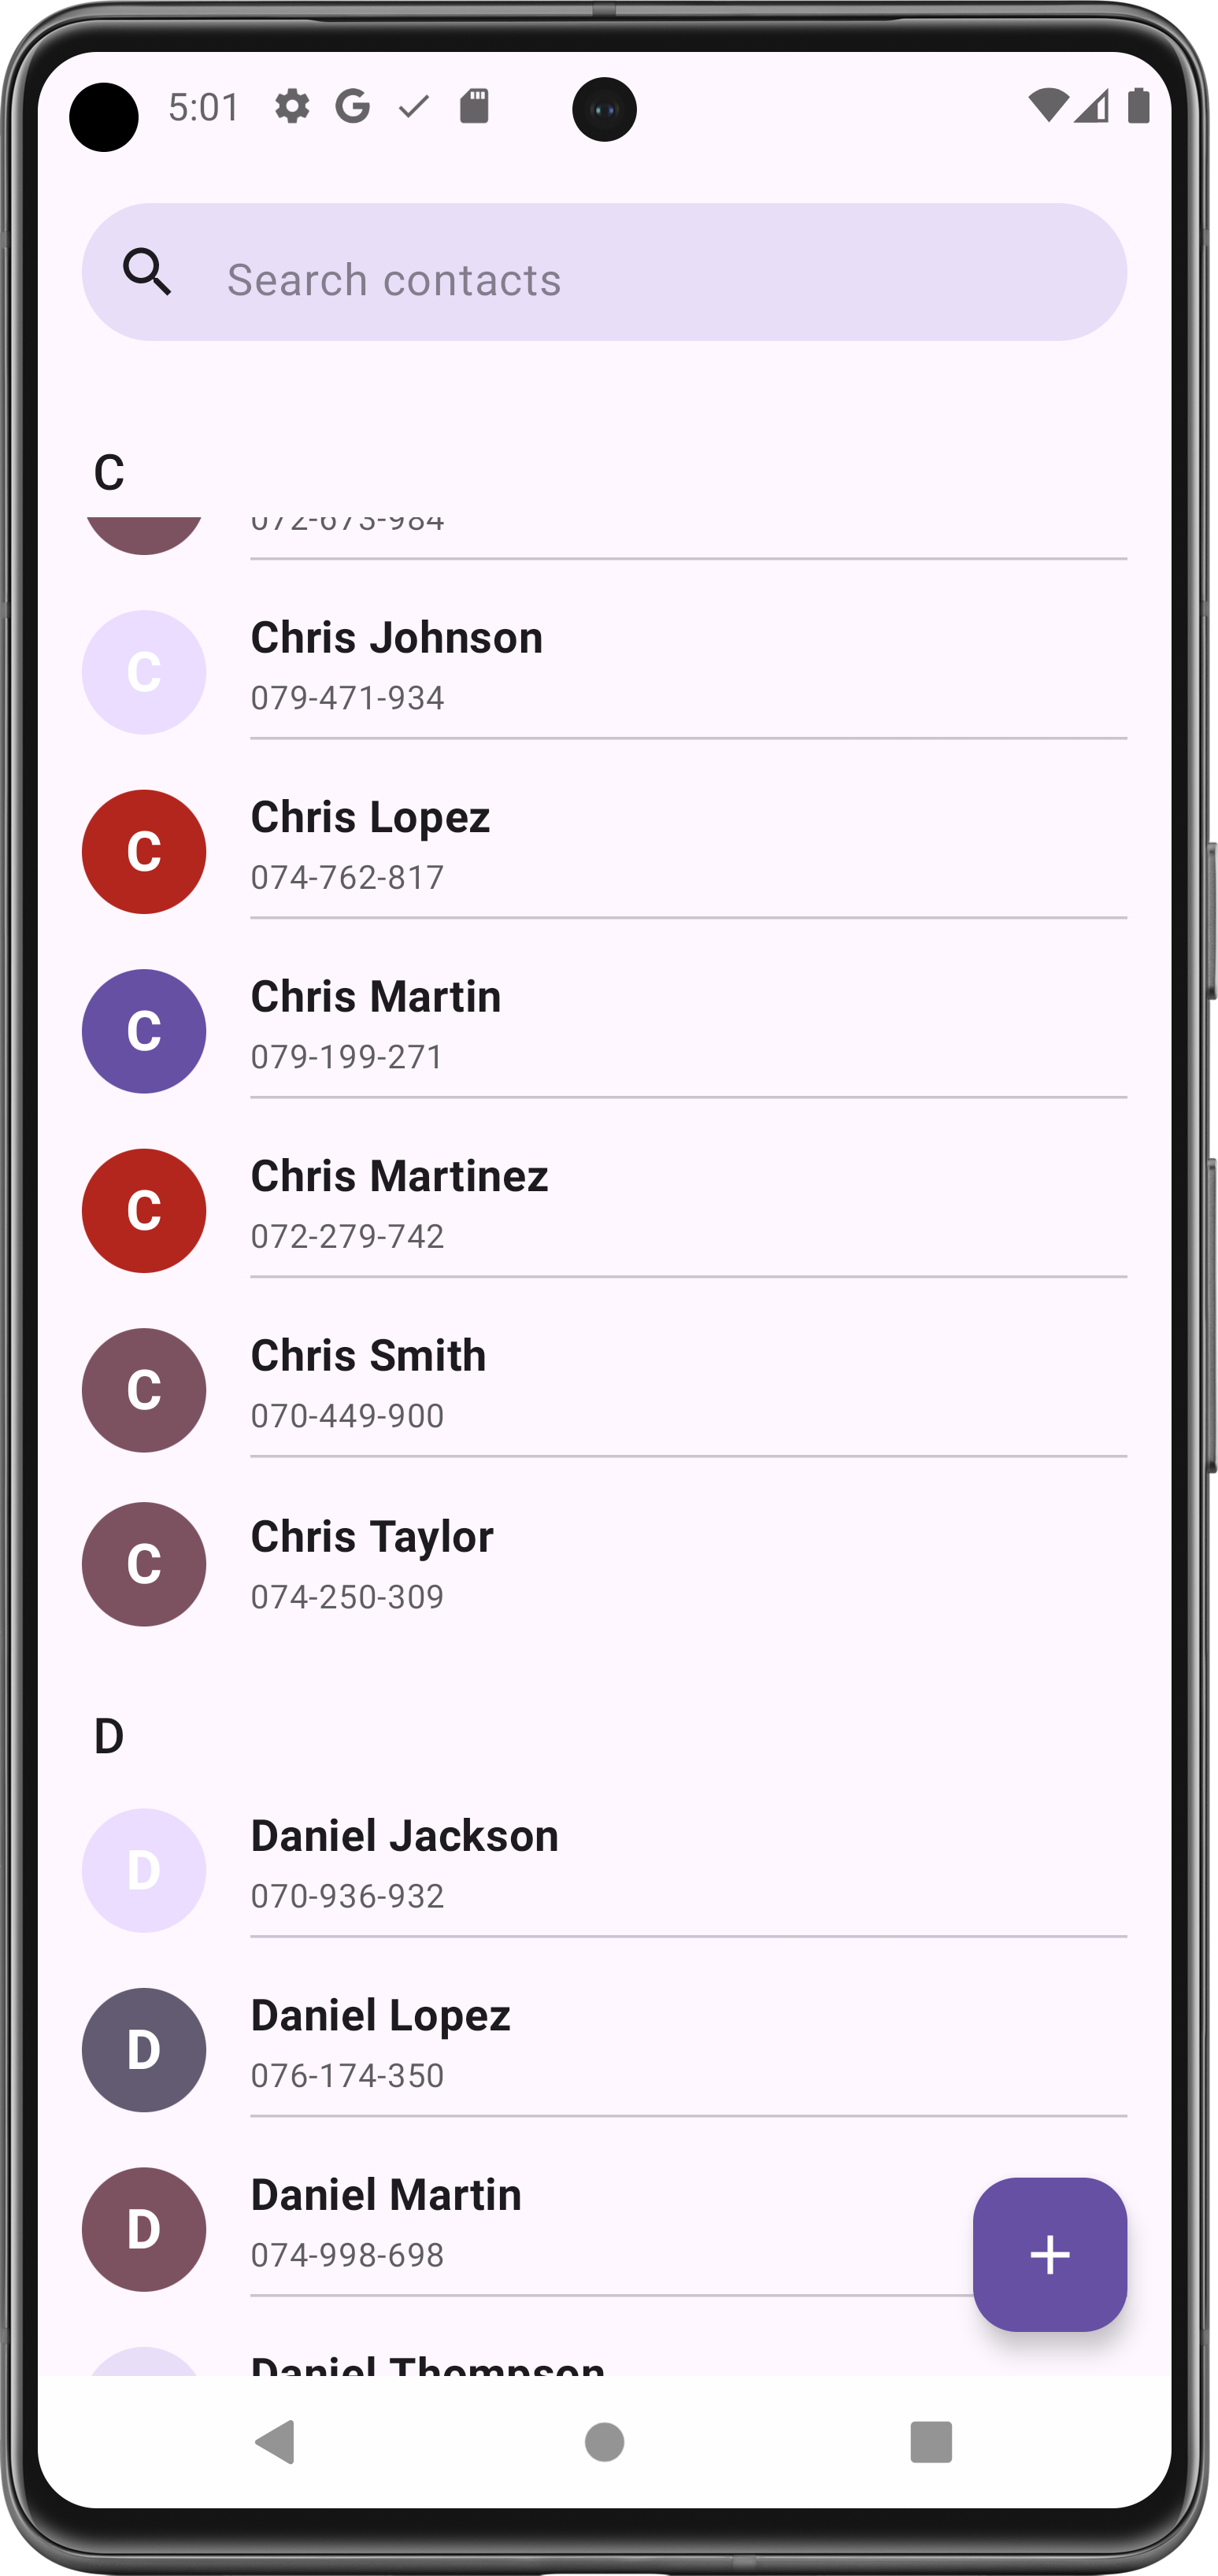 5:01
Search contacts
C
072-673-984
C
Chris Johnson
079-471-934
C
Chris Lopez
074-762-817
C
Chris Martin
079-199-271
C
Chris Martinez
072-279-742
C
Chris Smith
070-449-900
C
Chris Taylor
074-250-309
D
D
Daniel Jackson
070-936-932
D
Daniel Lopez
076-174-350
D
Daniel Martin
074-998-698
Daniel Thompson